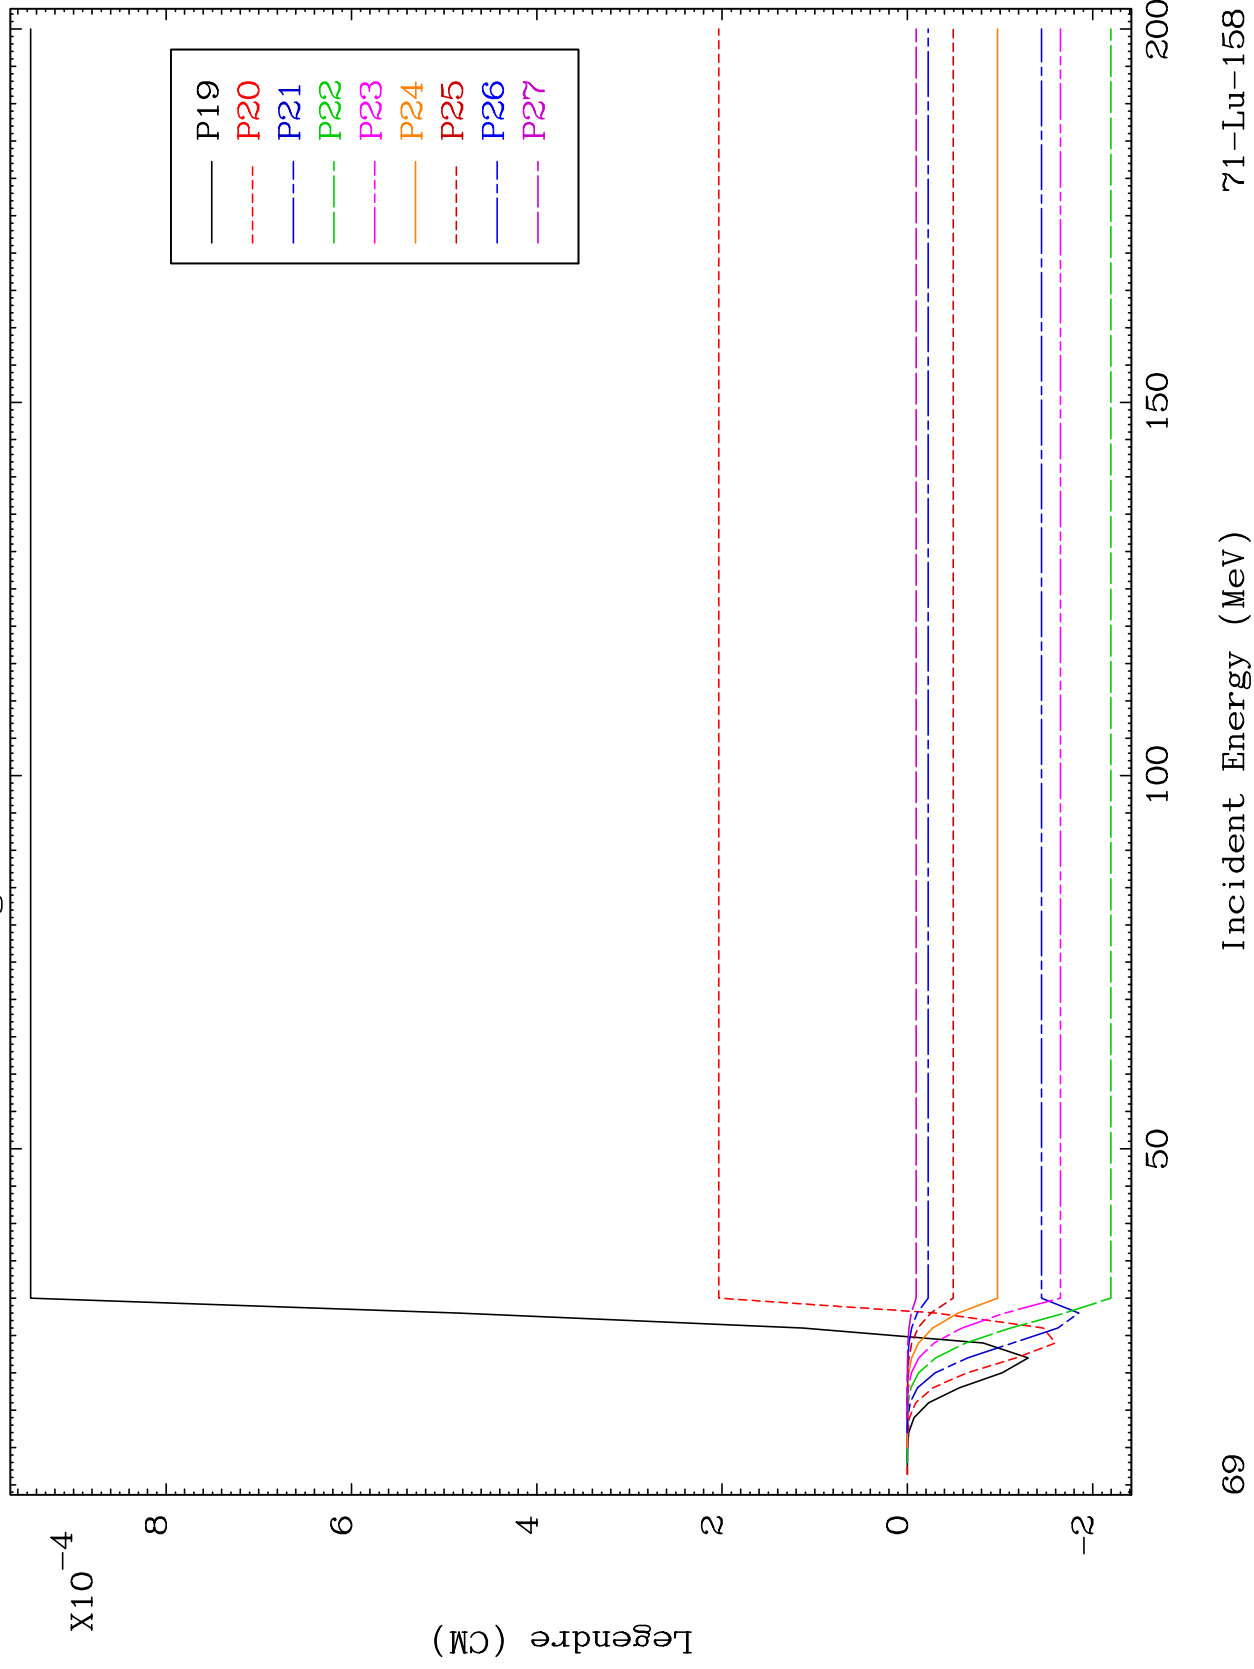 X10-4
8
6
4
2
0
-2
Legendre (CM)
P19
P20
P21
P22
P23
P24
P25
P26
P27
50
100
150
200
69
Incident Energy (MeV)
71-Lu-158